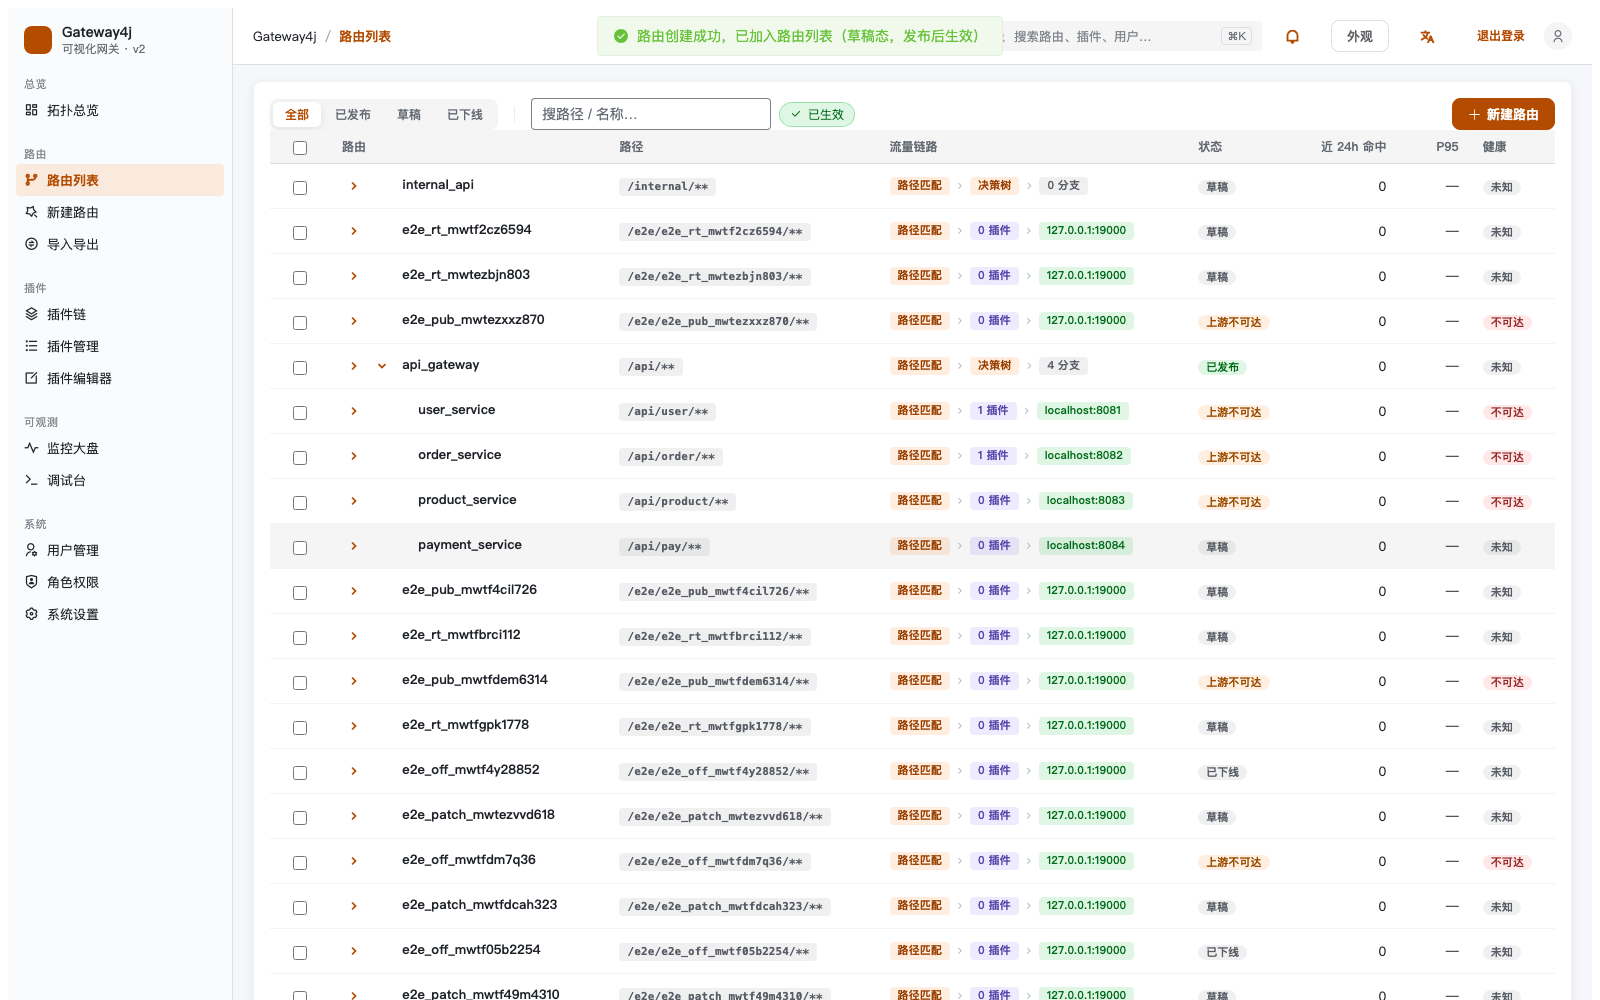 Gateway4j
可视化网关 · v2
总览
拓扑总览
路由
路由列表
新建路由
导入导出
插件
插件链
插件管理
插件编辑器
可观测
监控大盘
调试台
系统
用户管理
角色权限
系统设置
Gateway4j / 路由列表
路由创建成功，已加入路由列表（草稿态，发布后生效）
搜索路由、插件、用户... ⌘K
外观
退出登录
全部 已发布 草稿 已下线
搜路径 / 名称...
已生效
新建路由
路由 路径 流量链路 状态 近 24h 命中 P95 健康
internal_api /internal/** 路径匹配 › 决策树 › 0 分支 草稿 0 — 未知
e2e_rt_mwtf2cz6594 /e2e/e2e_rt_mwtf2cz6594/** 路径匹配 › 0 插件 › 127.0.0.1:19000 草稿 0 — 未知
e2e_rt_mwtezbjn803 /e2e/e2e_rt_mwtezbjn803/** 路径匹配 › 0 插件 › 127.0.0.1:19000 草稿 0 — 未知
e2e_pub_mwtezxxz870 /e2e/e2e_pub_mwtezxxz870/** 路径匹配 › 0 插件 › 127.0.0.1:19000 上游不可达 0 — 不可达
api_gateway /api/** 路径匹配 › 决策树 › 4 分支 已发布 0 — 未知
user_service /api/user/** 路径匹配 › 1 插件 › localhost:8081 上游不可达 0 — 不可达
order_service /api/order/** 路径匹配 › 1 插件 › localhost:8082 上游不可达 0 — 不可达
product_service /api/product/** 路径匹配 › 0 插件 › localhost:8083 上游不可达 0 — 不可达
payment_service /api/pay/** 路径匹配 › 0 插件 › localhost:8084 草稿 0 — 未知
e2e_pub_mwtf4cil726 /e2e/e2e_pub_mwtf4cil726/** 路径匹配 › 0 插件 › 127.0.0.1:19000 草稿 0 — 未知
e2e_rt_mwtfbrci112 /e2e/e2e_rt_mwtfbrci112/** 路径匹配 › 0 插件 › 127.0.0.1:19000 草稿 0 — 未知
e2e_pub_mwtfdem6314 /e2e/e2e_pub_mwtfdem6314/** 路径匹配 › 0 插件 › 127.0.0.1:19000 上游不可达 0 — 不可达
e2e_rt_mwtfgpk1778 /e2e/e2e_rt_mwtfgpk1778/** 路径匹配 › 0 插件 › 127.0.0.1:19000 草稿 0 — 未知
e2e_off_mwtf4y28852 /e2e/e2e_off_mwtf4y28852/** 路径匹配 › 0 插件 › 127.0.0.1:19000 已下线 0 — 未知
e2e_patch_mwtezvvd618 /e2e/e2e_patch_mwtezvvd618/** 路径匹配 › 0 插件 › 127.0.0.1:19000 草稿 0 — 未知
e2e_off_mwtfdm7q36 /e2e/e2e_off_mwtfdm7q36/** 路径匹配 › 0 插件 › 127.0.0.1:19000 上游不可达 0 — 不可达
e2e_patch_mwtfdcah323 /e2e/e2e_patch_mwtfdcah323/** 路径匹配 › 0 插件 › 127.0.0.1:19000 草稿 0 — 未知
e2e_off_mwtf05b2254 /e2e/e2e_off_mwtf05b2254/** 路径匹配 › 0 插件 › 127.0.0.1:19000 已下线 0 — 未知
e2e_patch_mwtf49m4310 /e2e/e2e_patch_mwtf49m4310/** 路径匹配 › 0 插件 › 127.0.0.1:19000 草稿 0 — 未知